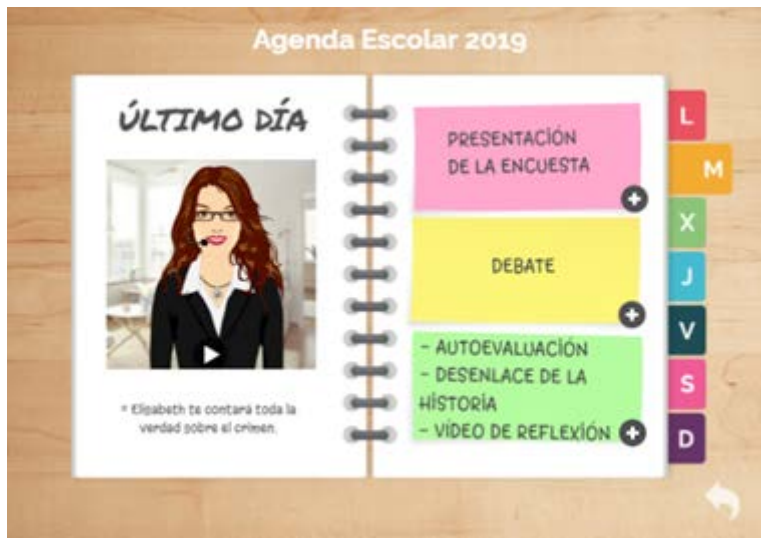 Agenda Escolar 2019
ÚLTIMO DÍA
* Elisabeth te contará toda la
verdad sobre el crimen.
PRESENTACIÓN
DE LA ENCUESTA
DEBATE
- AUTOEVALUACIÓN
- DESENLACE DE LA
HISTORIA
- VÍDEO DE REFLEXIÓN
L
M
X
J
V
S
D